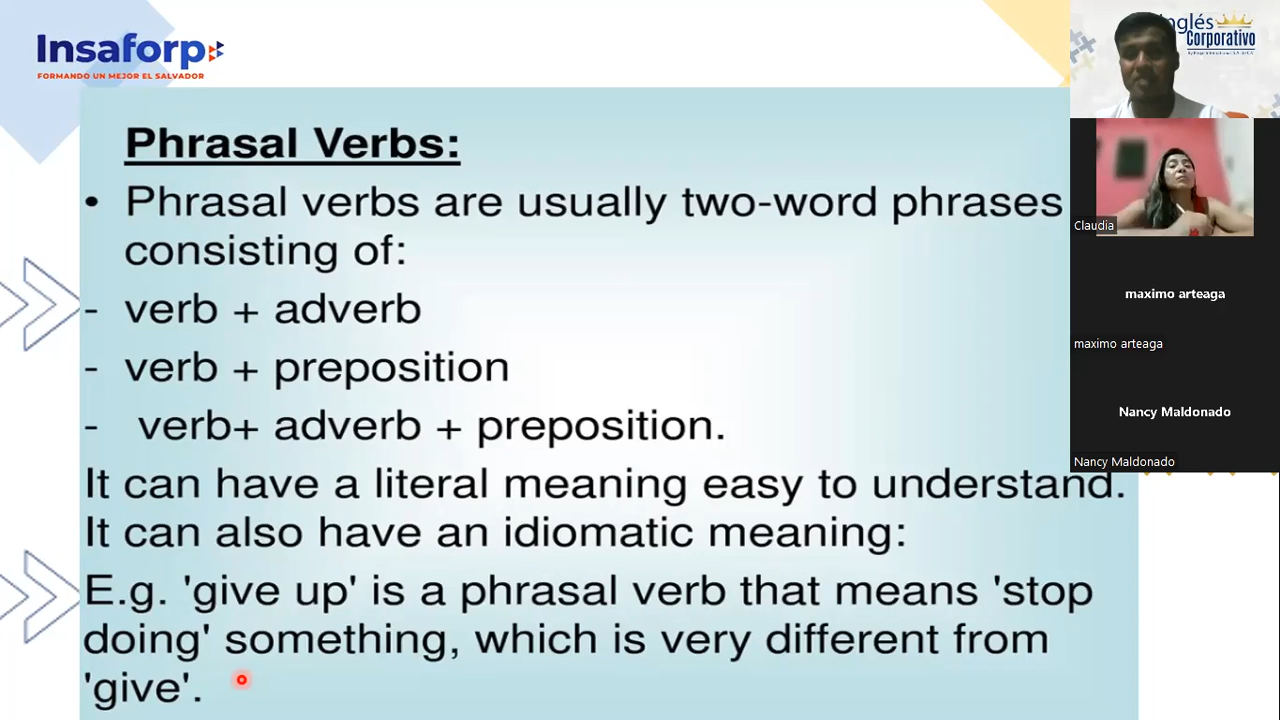 Insaforp
FORMANDO UN MEJOR EL SALVADOR
Inglés
Corporativo
Phrasal Verbs:
• Phrasal verbs are usually two-word phrases
consisting of:
- verb + adverb
- verb + preposition
- verb+ adverb + preposition.
It can have a literal meaning easy to understand.
It can also have an idiomatic meaning:
E.g. 'give up' is a phrasal verb that means 'stop
doing' something, which is very different from
'give'.
Claudia
maximo arteaga
maximo arteaga
Nancy Maldonado
Nancy Maldonado